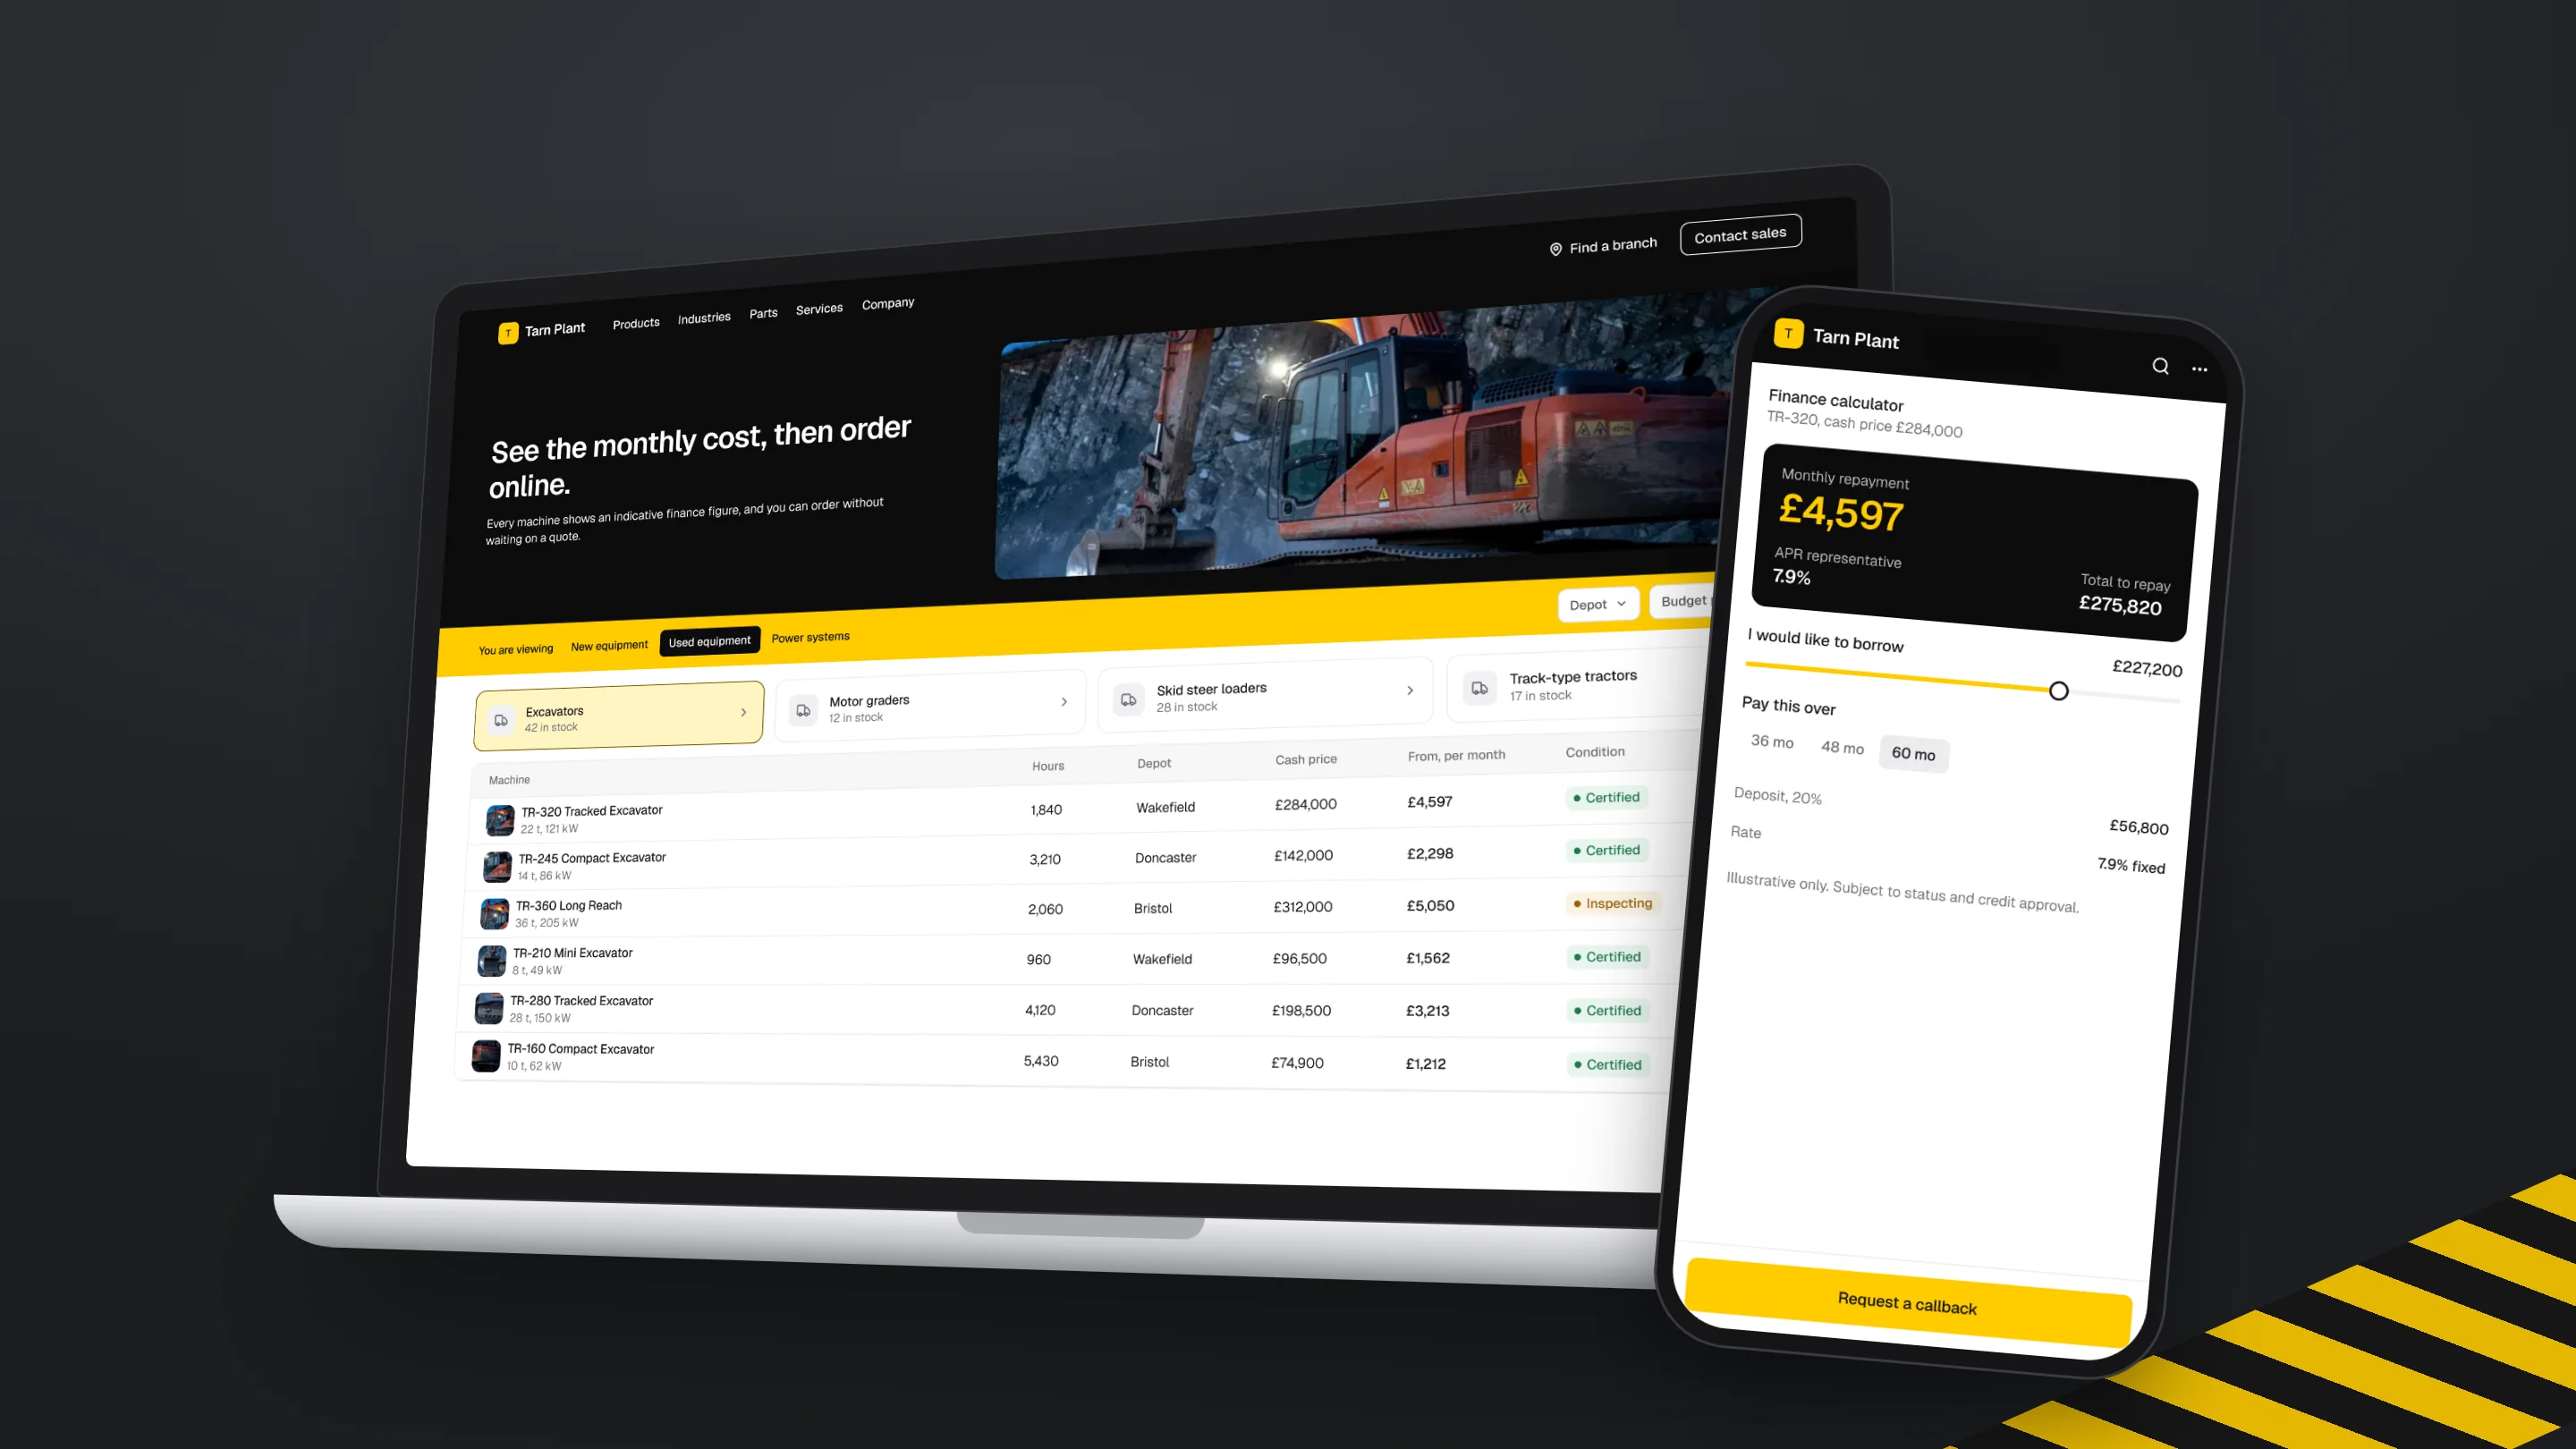 Find a branch
Contact sales
T
Tarn Plant
Products
Industries
Parts
Services
Company
See the monthly cost, then order
online.
Every machine shows an indicative finance figure, and you can order without
waiting on a quote.
You are viewing
New equipment
Used equipment
Power systems
Depot
Budget
Excavators
42 in stock
Motor graders
12 in stock
Skid steer loaders
28 in stock
Track-type tractors
17 in stock
Machine
Hours
Depot
Cash price
From, per month
Condition
TR-320 Tracked Excavator
22 t, 121 kW
1,840
Wakefield
£284,000
£4,597
Certified
TR-245 Compact Excavator
14 t, 86 kW
3,210
Doncaster
£142,000
£2,298
Certified
TR-360 Long Reach
36 t, 205 kW
2,060
Bristol
£312,000
£5,050
Inspecting
TR-210 Mini Excavator
8 t, 49 kW
960
Wakefield
£96,500
£1,562
Certified
TR-280 Tracked Excavator
28 t, 150 kW
4,120
Doncaster
£198,500
£3,213
Certified
TR-160 Compact Excavator
10 t, 62 kW
5,430
Bristol
£74,900
£1,212
Certified
T
Tarn Plant
Finance calculator
TR-320, cash price £284,000
Monthly repayment
£4,597
APR representative
7.9%
Total to repay
£275,820
I would like to borrow
£227,200
Pay this over
36 mo
48 mo
60 mo
Deposit, 20%
£56,800
Rate
7.9% fixed
Illustrative only. Subject to status and credit approval.
Request a callback